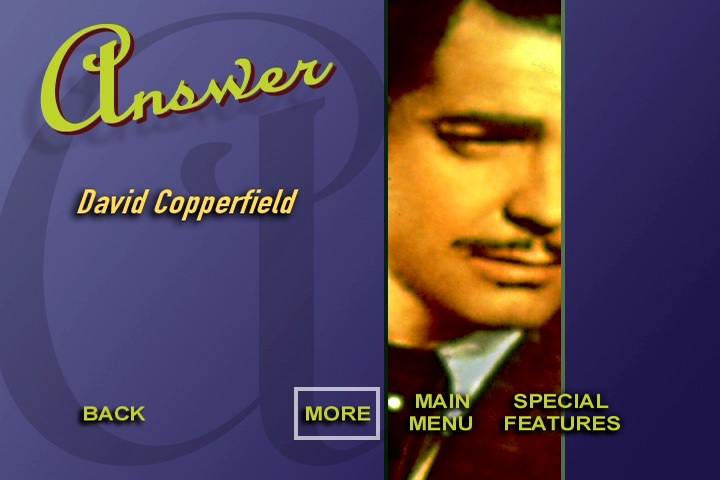 Answer
David Copperfield
BACK
MORE
MAIN
MENU
SPECIAL
FEATURES